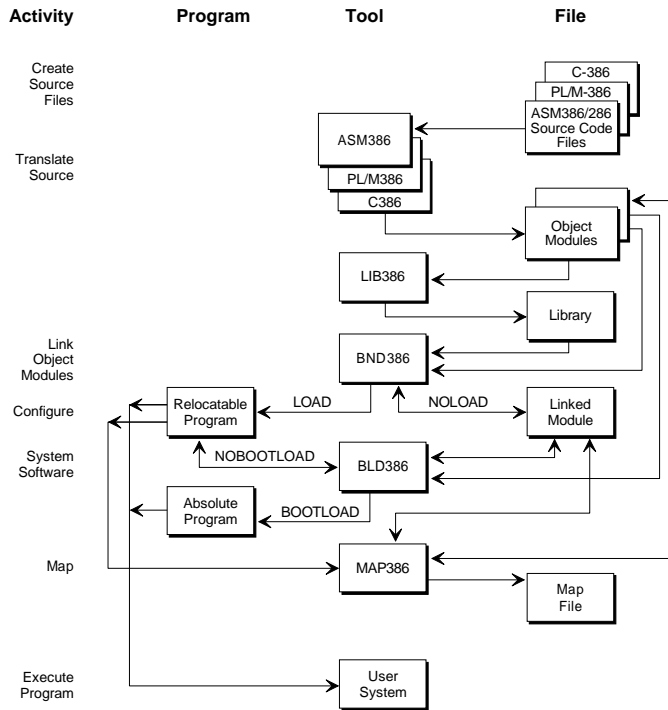 Activity
Program
Tool
File
Create
Source
Files
C-386
PL/M-386
ASM386/286
Source Code
Files
Translate
Source
ASM386
PL/M386
C386
Object
Modules
LIB386
Library
Link
Object
Modules
BND386
Configure
Relocatable
Program
LOAD
NOLOAD
Linked
Module
System
Software
NOBOOTLOAD
BLD386
Absolute
Program
BOOTLOAD
Map
MAP386
Map
File
Execute
Program
User
System